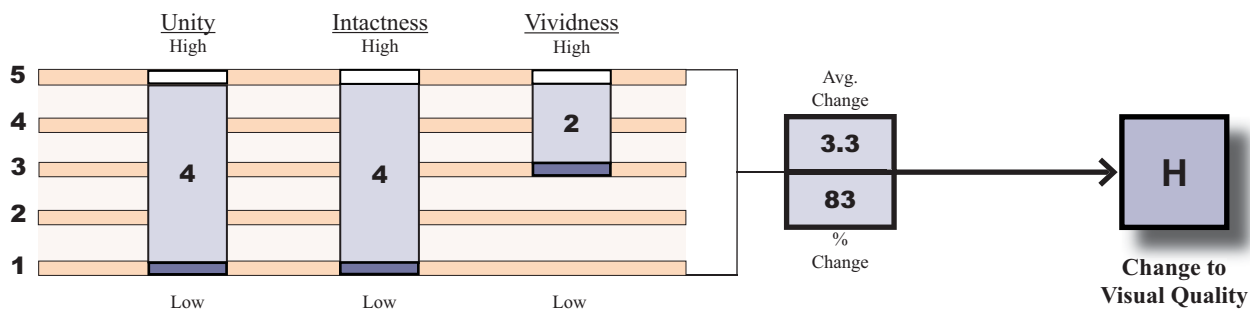 Unity Intactness Vividness
High High High
5
4
3
2
1
4 4 2
Low Low Low
Avg.
Change
3.3
83
%
Change
H
Change to
Visual Quality